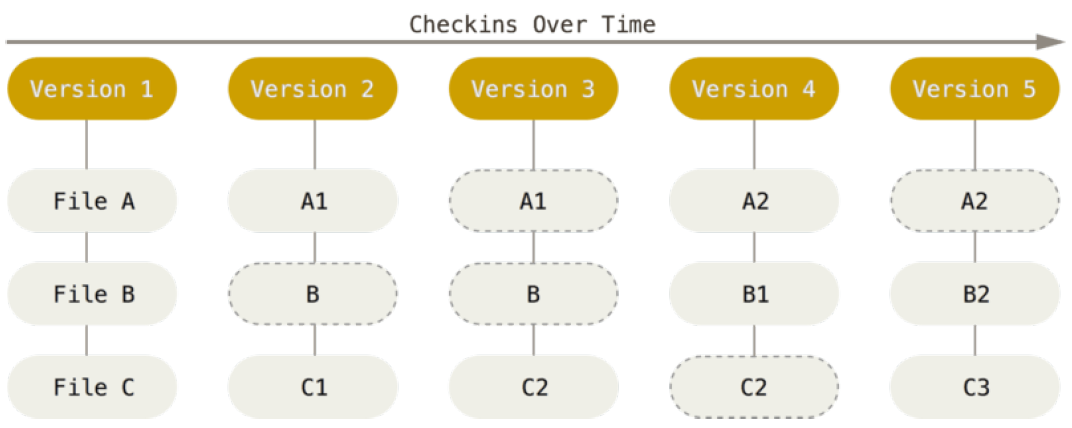 Checkins Over Time
Version 1 Version 2 Version 3 Version 4 Version 5
File A A1 A1 A2 A2
File B B B B1 B2
File C C1 C2 C2 C3